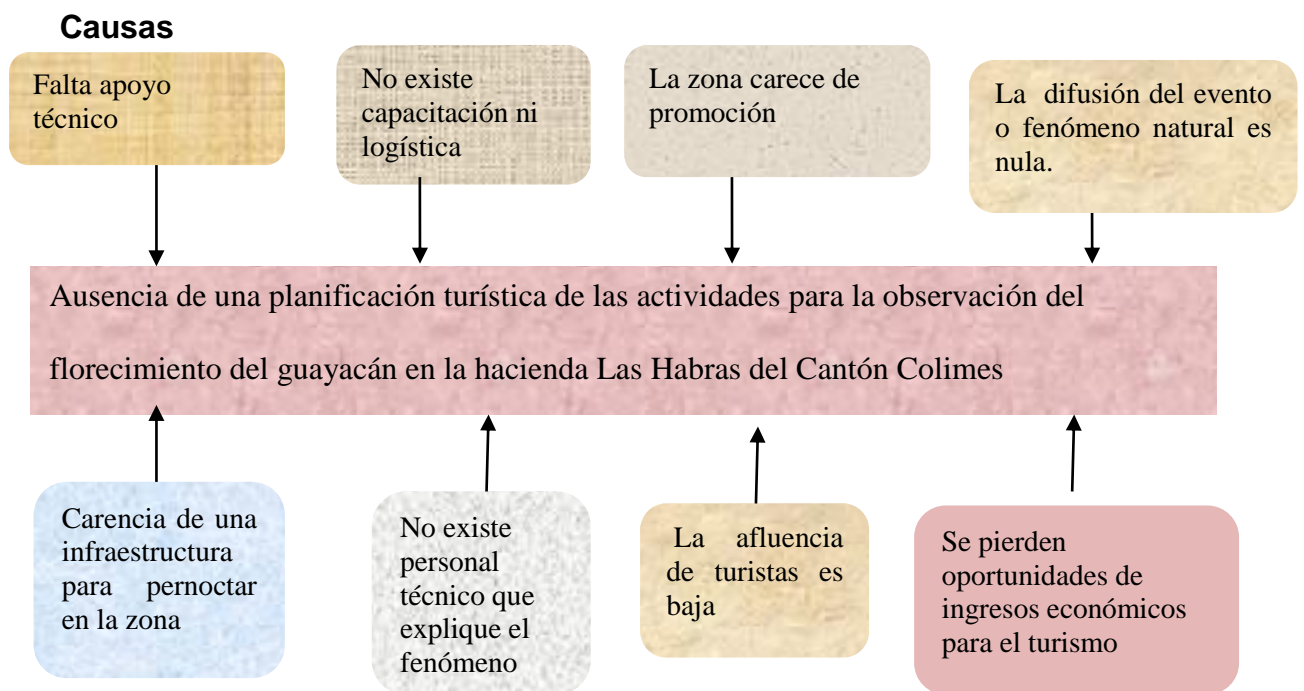 Causas
Falta apoyo
técnico
No existe
capacitación ni
logística
La zona carece de
promoción
La difusión del evento
o fenómeno natural es
nula.
Ausencia de una planificación turística de las actividades para la observación del
florecimiento del guayacán en la hacienda Las Habras del Cantón Colimes
Carencia de una
infraestructura
para pernoctar
en la zona
No existe
personal
técnico que
explique el
fenómeno
La afluencia
de turistas es
baja
Se pierden
oportunidades de
ingresos económicos
para el turismo